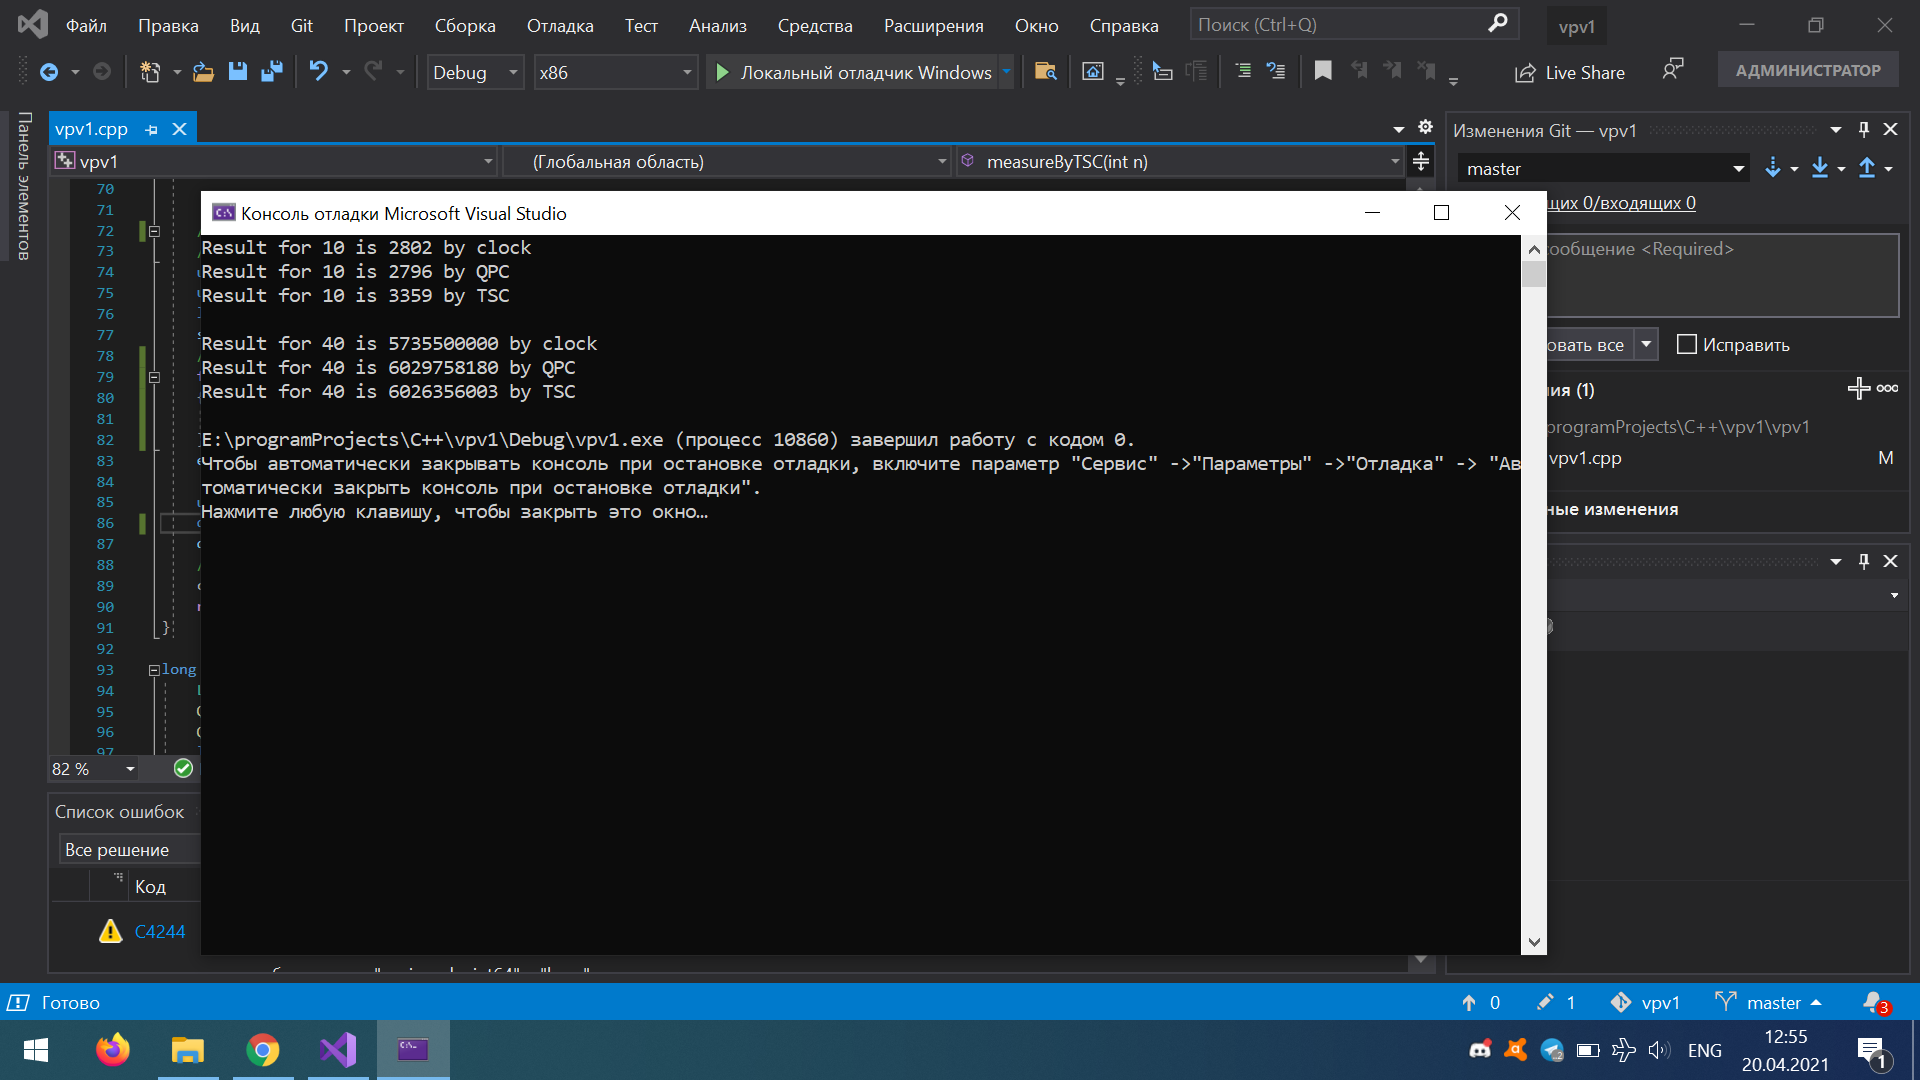 Файл Правка Вид Git Проект Сборка Отладка Тест Анализ Средства Расширения Окно Справка Поиск (Ctrl+Q) vpv1
Debug x86 Локальный отладчик Windows Live Share АДМИНИСТРАТОР
Панель элементов
vpv1.cpp
vpv1 (Глобальная область) measureByTSC(int n)
70
71
72
73
74
75
76
77
78
79
80
81
82
83
84
85
86
87
88
89
90
91 }
92
93 long
94
95
96
97
82 %
Консоль отладки Microsoft Visual Studio
Result for 10 is 2802 by clock
Result for 10 is 2796 by QPC
Result for 10 is 3359 by TSC
Result for 40 is 5735500000 by clock
Result for 40 is 6029758180 by QPC
Result for 40 is 6026356003 by TSC
E:\programProjects\C++\vpv1\Debug\vpv1.exe (процесс 10860) завершил работу с кодом 0.
Чтобы автоматически закрывать консоль при остановке отладки, включите параметр "Сервис" ->"Параметры" ->"Отладка" -> "Ав
томатически закрыть консоль при остановке отладки".
Нажмите любую клавишу, чтобы закрыть это окно…
Изменения Git — vpv1
master
щих 0/входящих 0
сообщение <Required>
овать все Исправить
ия (1)
programProjects\C++\vpv1\vpv1
vpv1.cpp M
ные изменения
Список ошибок
Все решение
Код
C4244
Готово 0 1 vpv1 master 3
ENG 12:55
20.04.2021 1